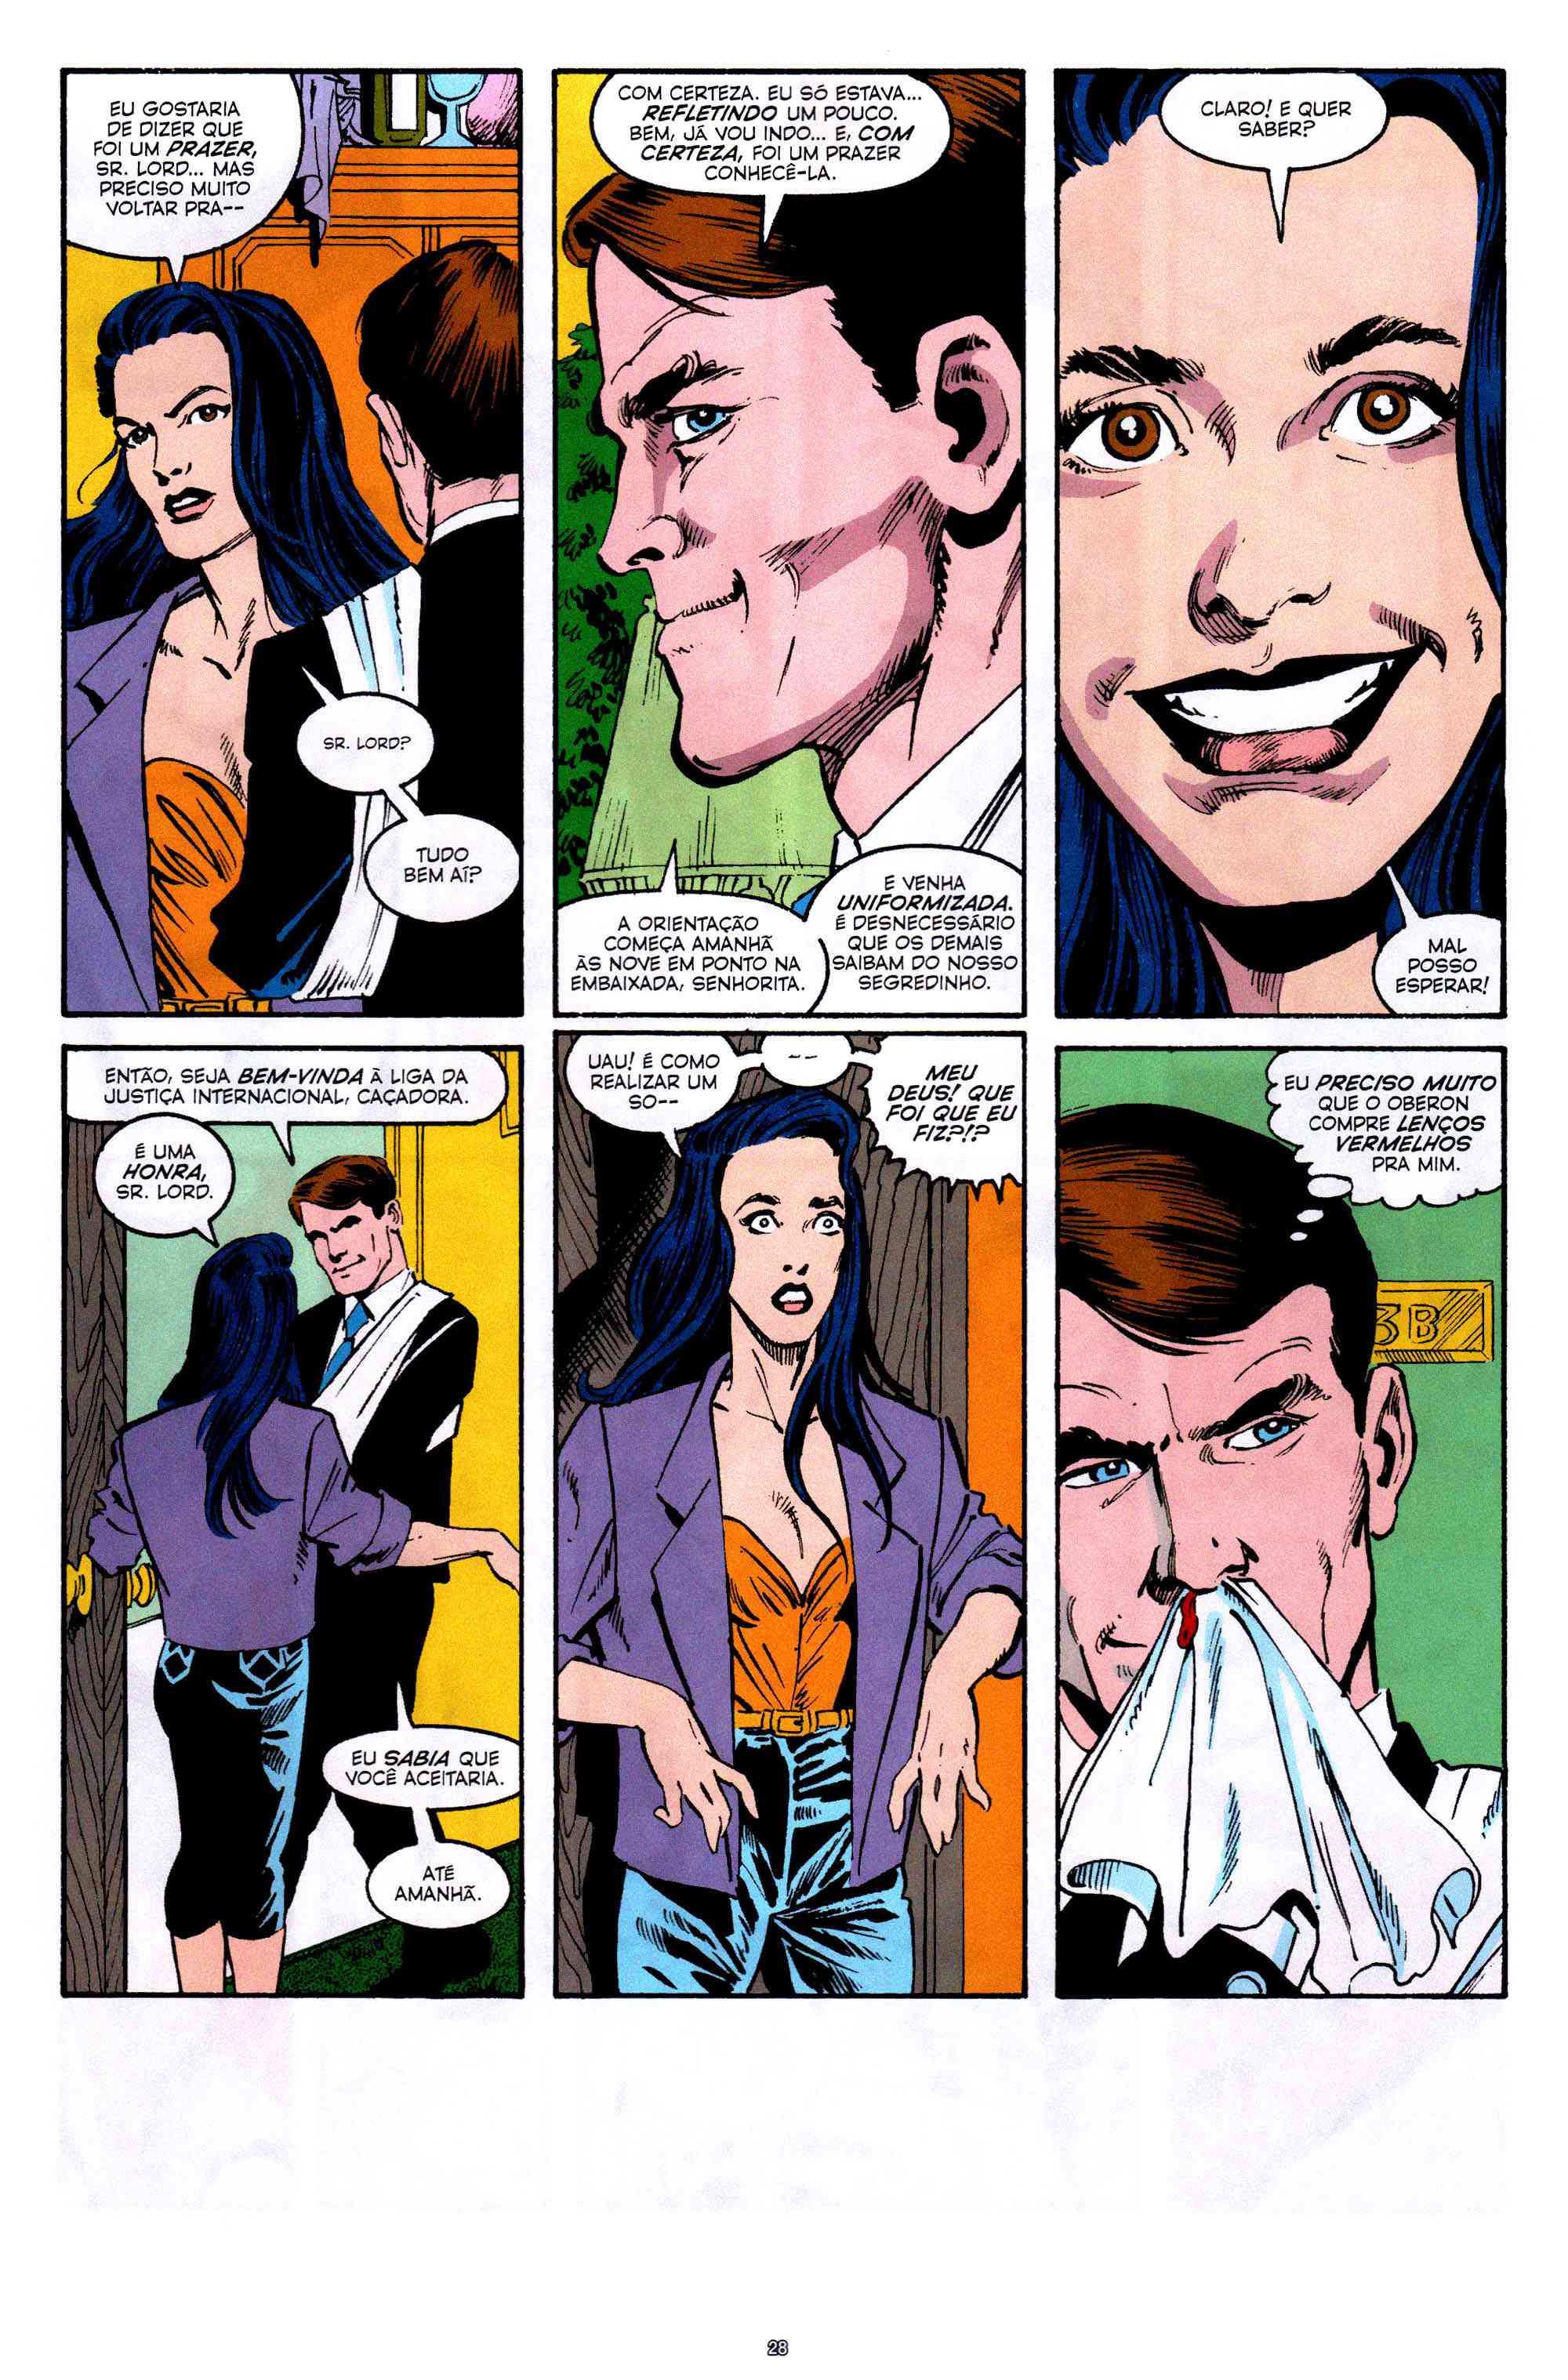 EU GOSTARIA
DE DIZER QUE
FOI UM PRAZER,
SR. LORD... MAS
PRECISO MUITO
VOLTAR PRA--
SR. LORD?
TUDO
BEM AÍ?
COM CERTEZA. EU SÓ ESTAVA...
REFLETINDO UM POUCO.
BEM, JÁ VOU INDO... E, COM
CERTEZA, FOI UM PRAZER
CONHECÊ-LA.
A ORIENTAÇÃO
COMEÇA AMANHÃ
ÀS NOVE EM PONTO NA
EMBAIXADA, SENHORITA.
E VENHA
UNIFORMIZADA.
É DESNECESSÁRIO
QUE OS DEMAIS
SAIBAM DO NOSSO
SEGREDINHO.
CLARO! E QUER
SABER?
MAL
POSSO
ESPERAR!
ENTÃO, SEJA BEM-VINDA À LIGA DA
JUSTIÇA INTERNACIONAL, CAÇADORA.
É UMA
HONRA,
SR. LORD.
EU SABIA QUE
VOCÊ ACEITARIA.
ATÉ
AMANHÃ.
UAU! É COMO
REALIZAR UM
SO--
--
MEU
DEUS! QUE
FOI QUE EU
FIZ?!?
EU PRECISO MUITO
QUE O OBERON
COMPRE LENÇOS
VERMELHOS
PRA MIM.
3B
28